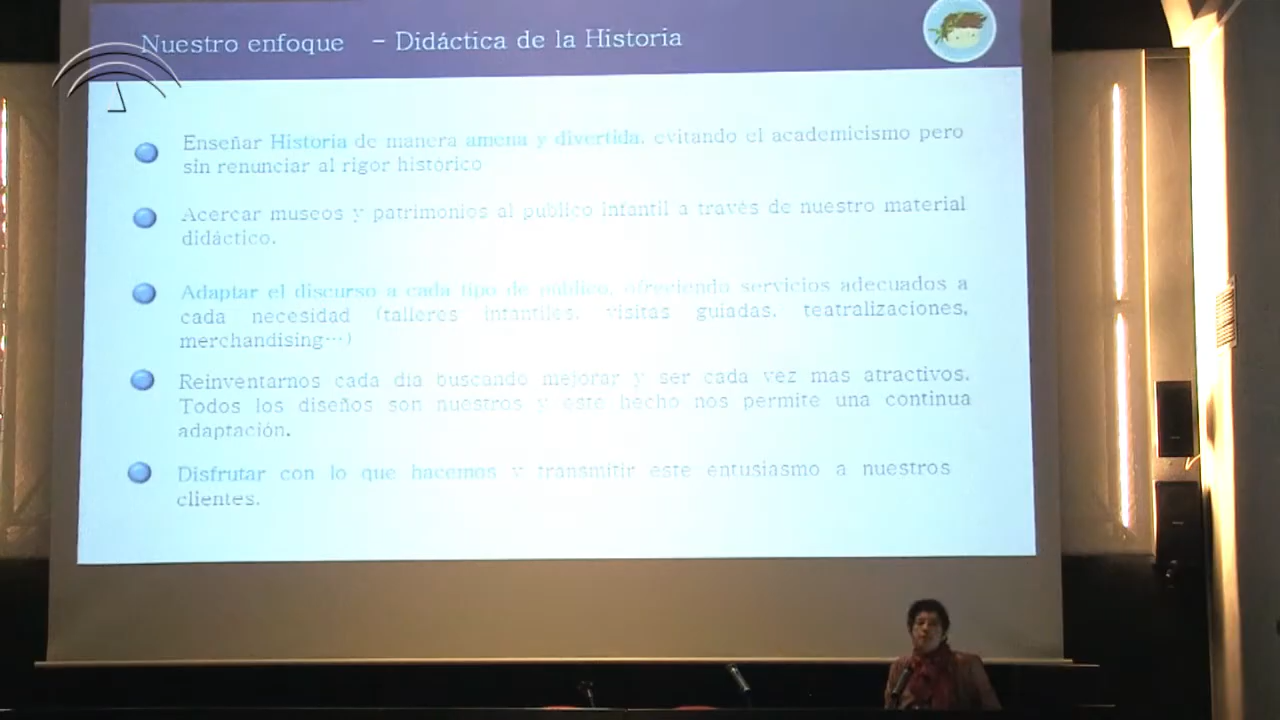 Nuestro enfoque - Didáctica de la Historia
Enseñar Historia de manera amena y divertida, evitando el academicismo pero
sin renunciar al rigor histórico
Acercar museos y patrimonios al publico infantil a través de nuestro material
didáctico.
Adaptar el discurso a cada tipo de público, ofreciendo servicios adecuados a
cada necesidad (talleres infantiles, visitas guiadas, teatralizaciones,
merchandising...)
Reinventarnos cada dia buscando mejorar y ser cada vez mas atractivos.
Todos los diseños son nuestros y este hecho nos permite una continua
adaptación.
Disfrutar con lo que hacemos y transmitir este entusiasmo a nuestros
clientes.